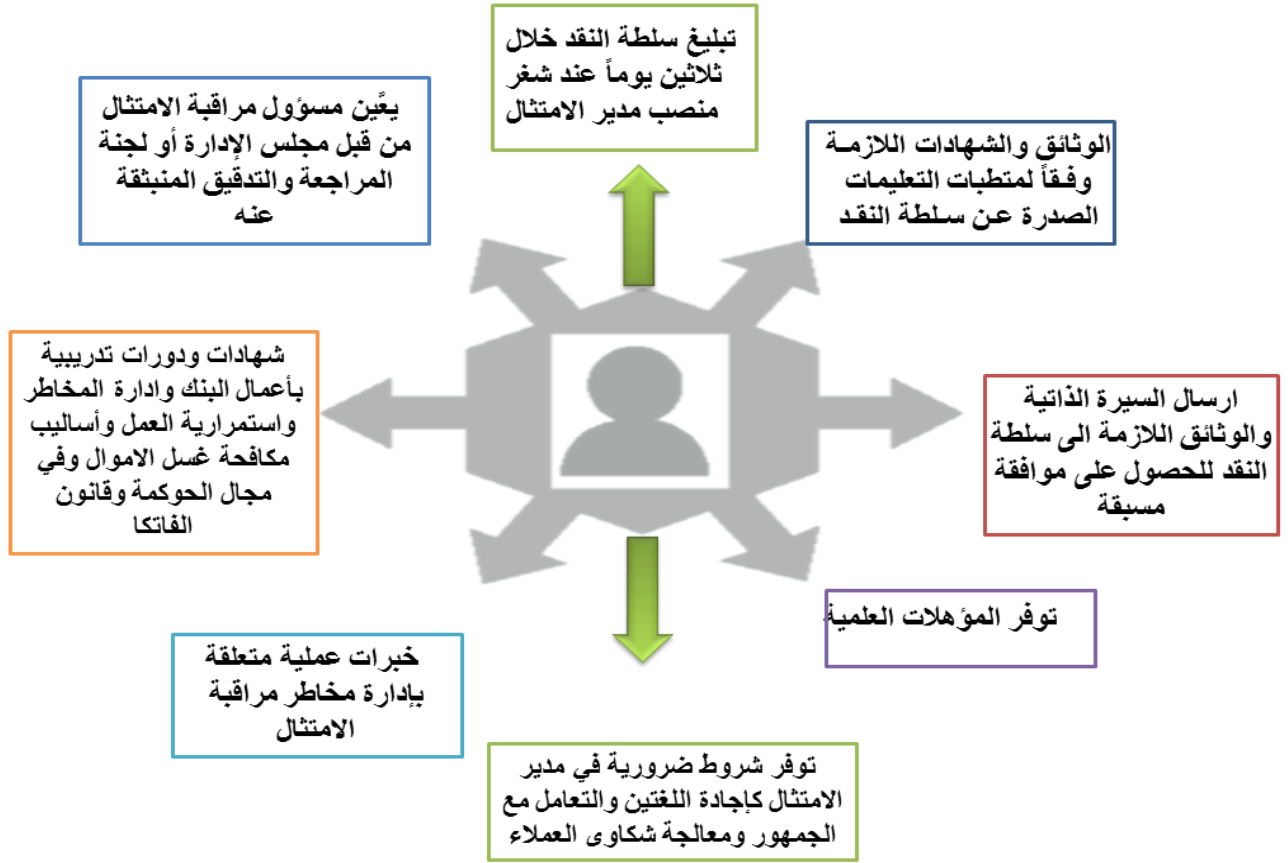 تبليغ سلطة النقد خلال
ثلاثين يوماً عند شغر
منصب مدير الامتثال
الوثائق والشهادات اللازمة
وفقاً لمتطبات التعليمات
الصدرة عن سلطة النقد
ارسال السيرة الذاتية
والوثائق اللازمة الى سلطة
النقد للحصول على موافقة
مسبقة
توفر المؤهلات العلمية
توفر شروط ضرورية في مدير
الامتثال كإجادة اللغتين والتعامل مع
الجمهور ومعالجة شكاوى العملاء
خبرات عملية متعلقة
بإدارة مخاطر مراقبة
الامتثال
شهادات ودورات تدريبية
بأعمال البنك وادارة المخاطر
واستمرارية العمل وأساليب
مكافحة غسل الاموال وفي
مجال الحوكمة وقانون
الفاتكا
يعًين مسؤول مراقبة الامتثال
من قبل مجلس الإدارة أو لجنة
المراجعة والتدقيق المنبثقة
عنه